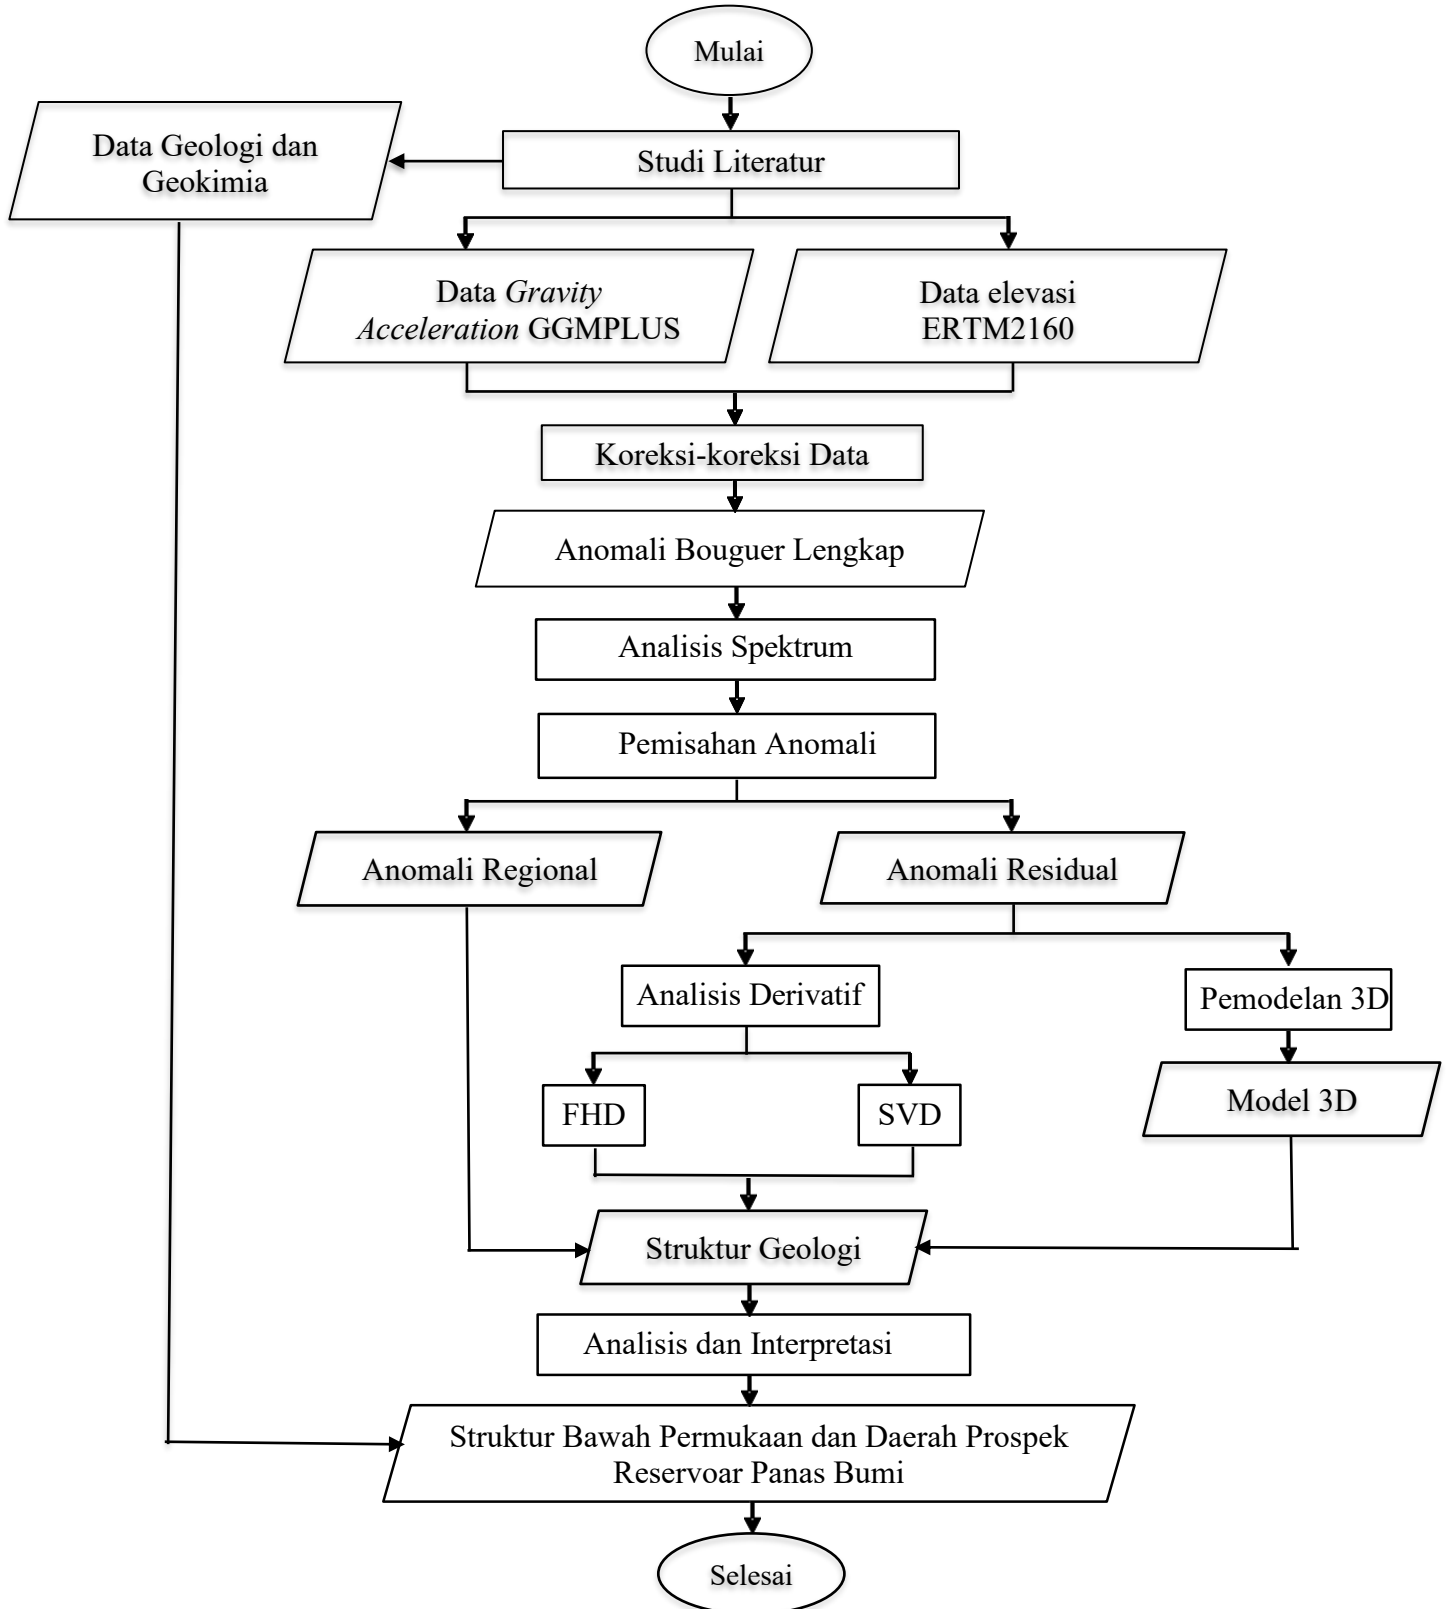 Mulai
Data Geologi dan
Geokimia
Studi Literatur
Data Gravity
Acceleration GGMPLUS
Data elevasi
ERTM2160
Koreksi-koreksi Data
Anomali Bouguer Lengkap
Analisis Spektrum
Pemisahan Anomali
Anomali Regional
Anomali Residual
Analisis Derivatif
Pemodelan 3D
FHD
SVD
Model 3D
Struktur Geologi
Analisis dan Interpretasi
Struktur Bawah Permukaan dan Daerah Prospek
Reservoar Panas Bumi
Selesai